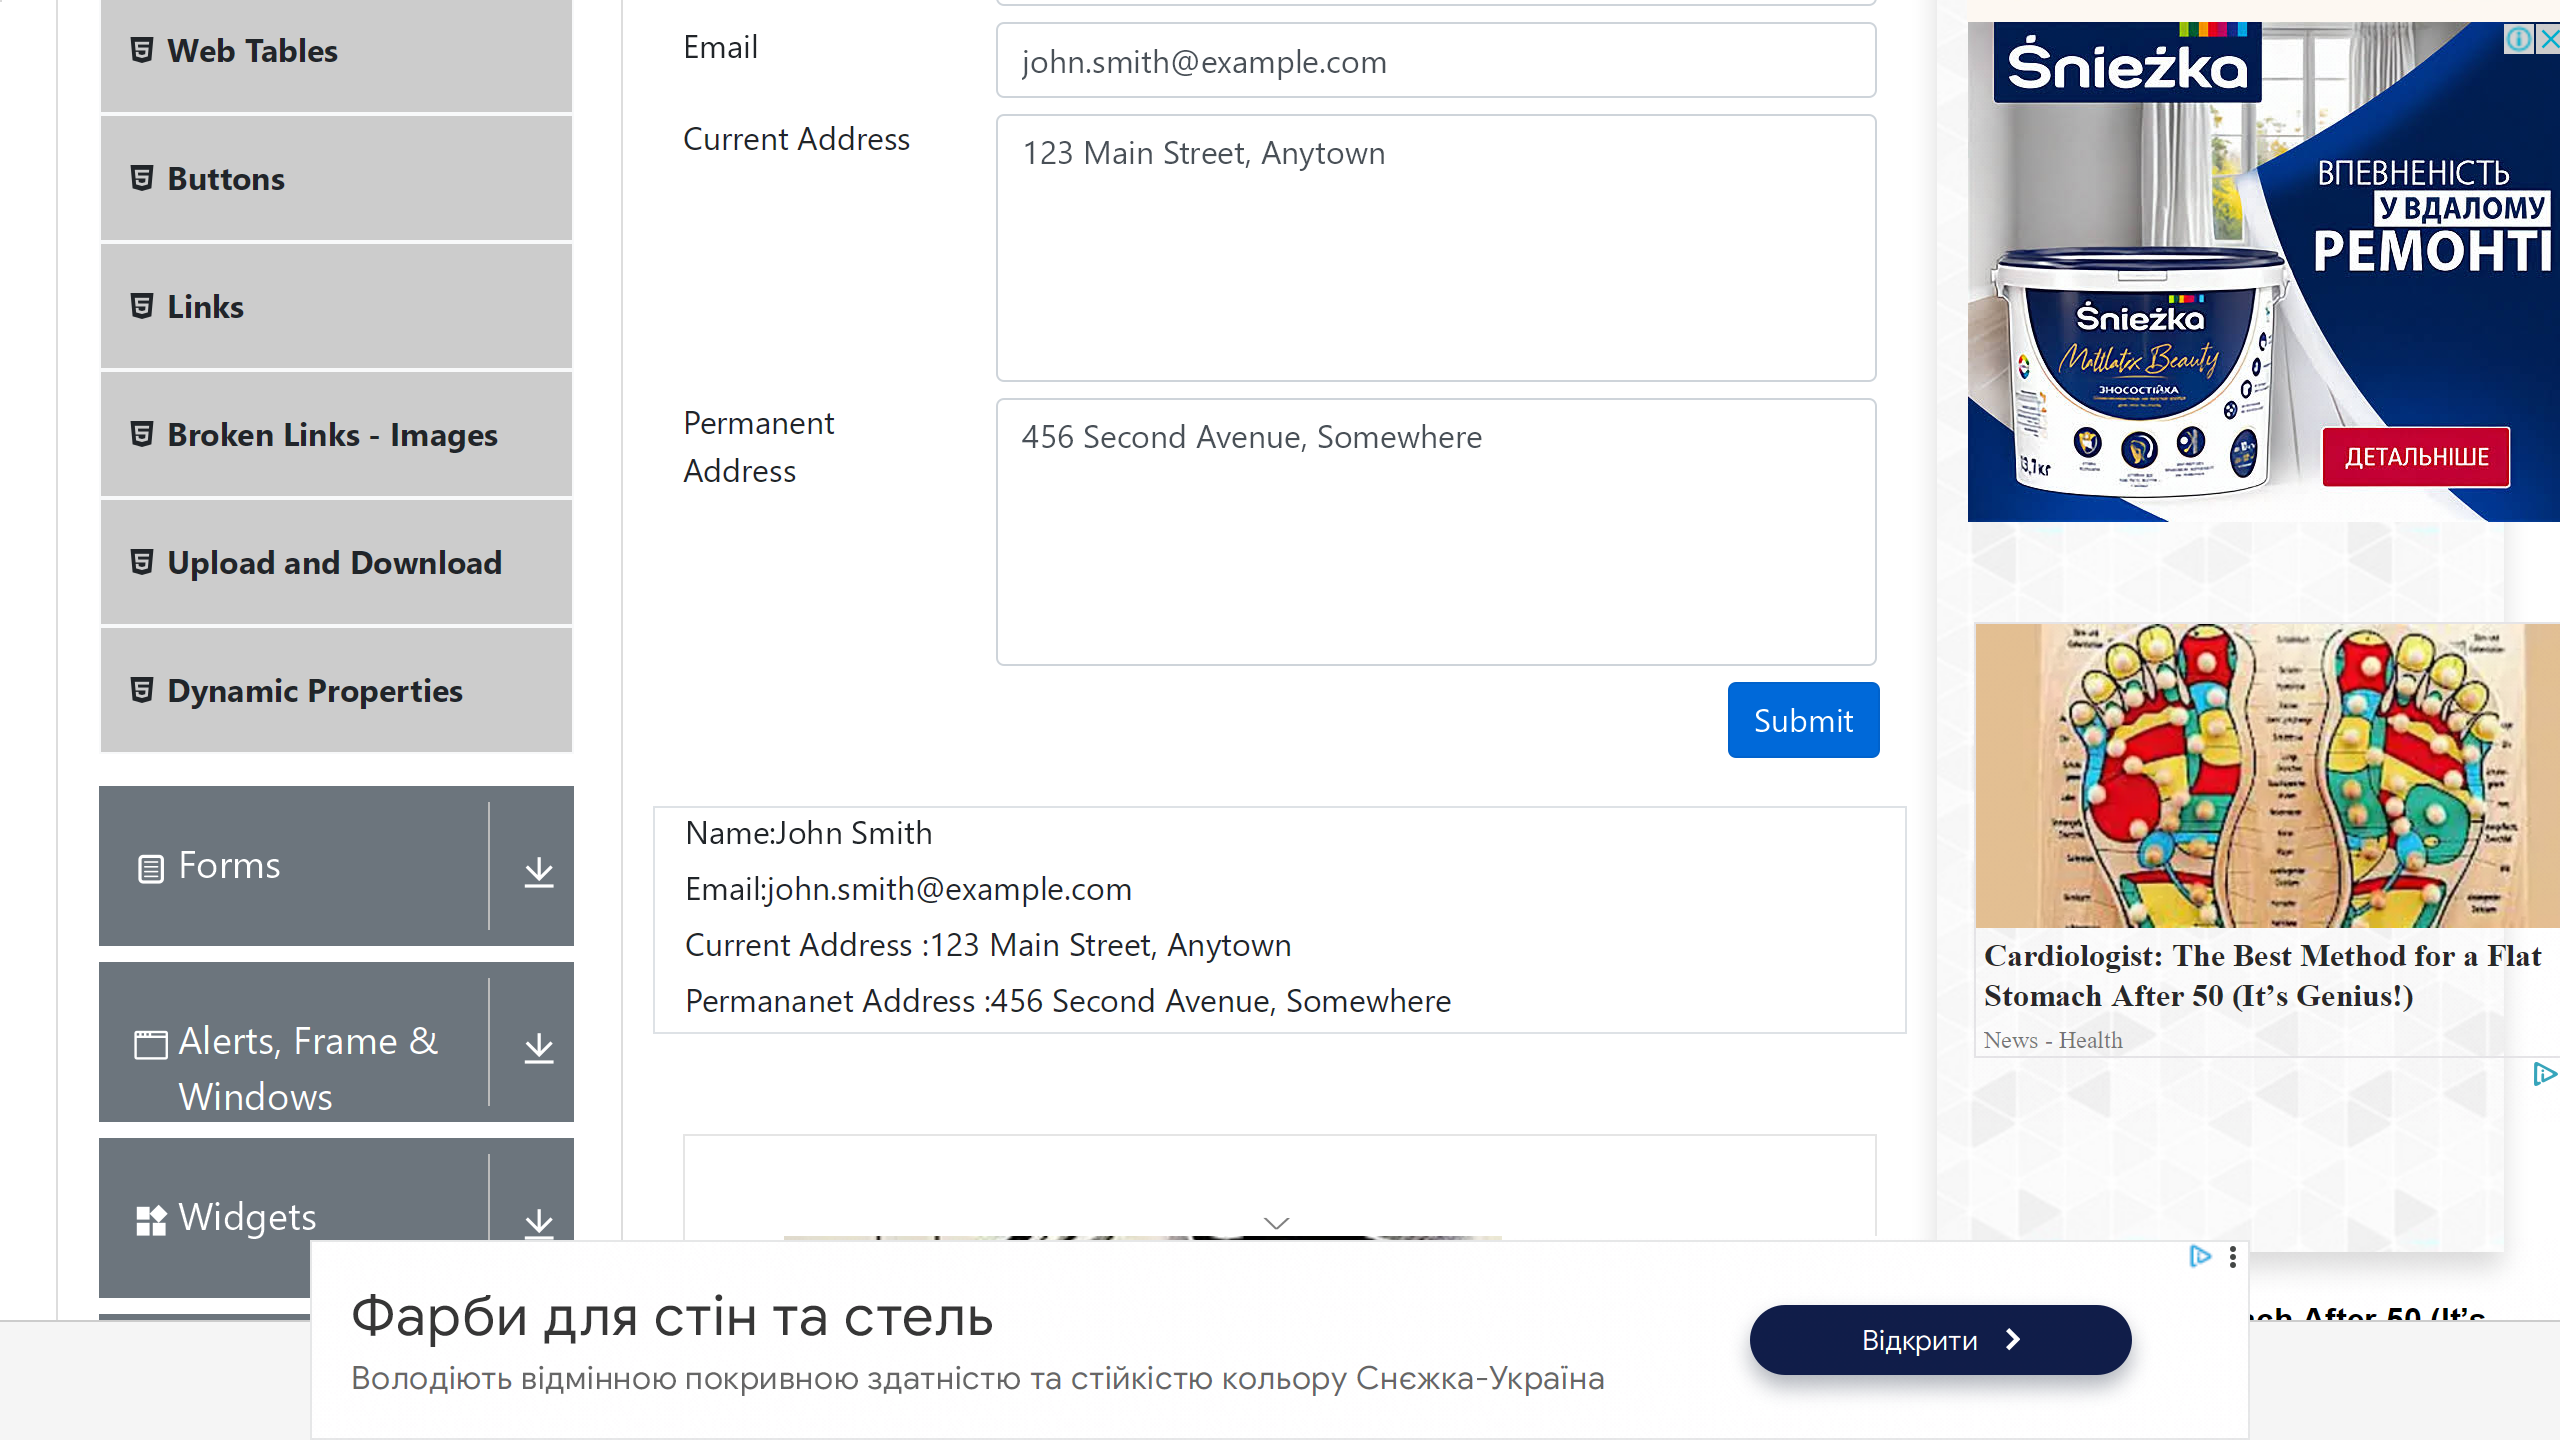 Web Tables
Buttons
Links
Broken Links - Images
Upload and Download
Dynamic Properties
Forms
Alerts, Frame &
Windows
Widgets
Email
john.smith@example.com
Current Address
123 Main Street, Anytown
Permanent
Address
456 Second Avenue, Somewhere
Submit
Name:John Smith
Email:john.smith@example.com
Current Address :123 Main Street, Anytown
Permananet Address :456 Second Avenue, Somewhere
Śnieżka
ВПЕВНЕНІСТЬ
У ВДАЛОМУ
РЕМОНТІ
Śnieżka
Mattlatex Beauty
ЗНОСОСТІЙКА
ДЕТАЛЬНІШЕ
Cardiologist: The Best Method for a Flat
Stomach After 50 (It’s Genius!)
News - Health
After 50 (It’s
Фарби для стін та стель
Володіють відмінною покривною здатністю та стійкістю кольору Снєжка-Україна
Відкрити